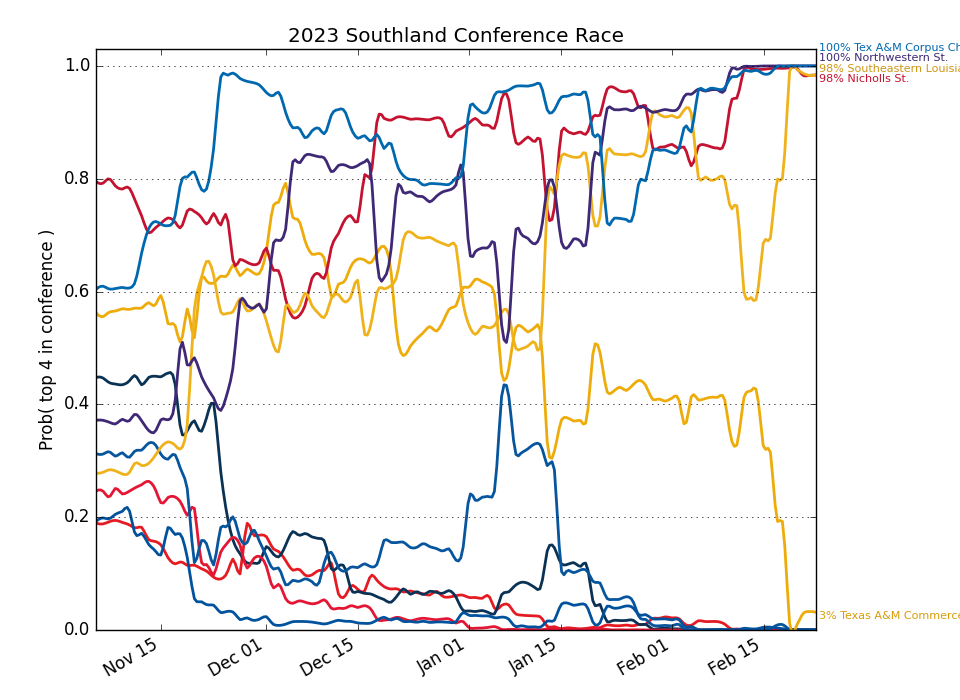 2023 Southland Conference Race
Prob( top 4 in conference )
1.0
0.8
0.6
0.4
0.2
0.0
Nov 15
Dec 01
Dec 15
Jan 01
Jan 15
Feb 01
Feb 15
100% Tex A&M Corpus Ch
100% Northwestern St.
98% Southeastern Louisia
98% Nicholls St.
3% Texas A&M Commerce